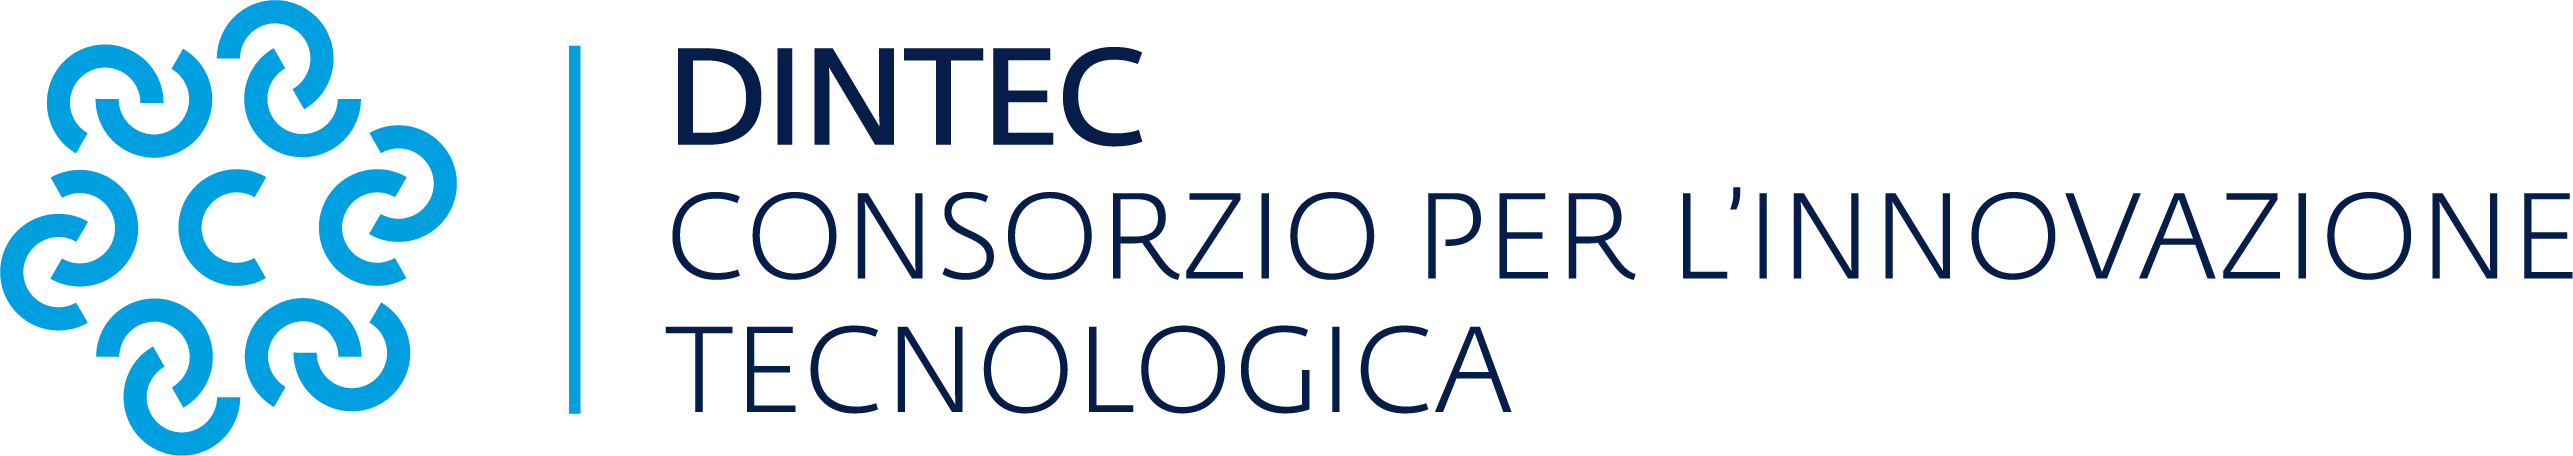 DINTEC
CONSORZIO PER L’INNOVAZIONE
TECNOLOGICA